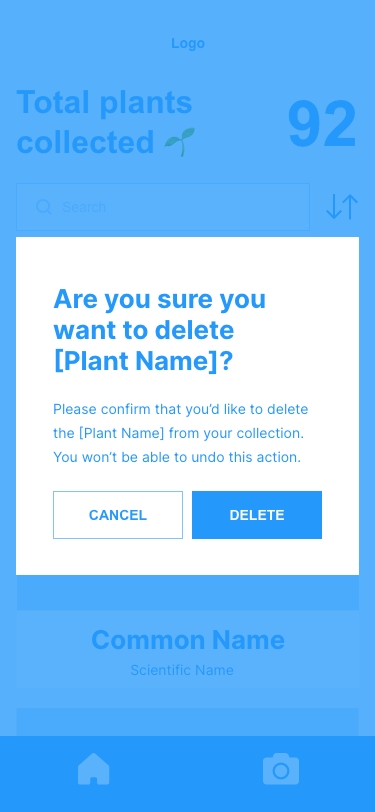 Logo
Total plants
collected 🌱
92
Search
Are you sure you
want to delete
[Plant Name]?
Please confirm that you’d like to delete
the [Plant Name] from your collection.
You won’t be able to undo this action.
CANCEL
DELETE
Common Name
Scientific Name